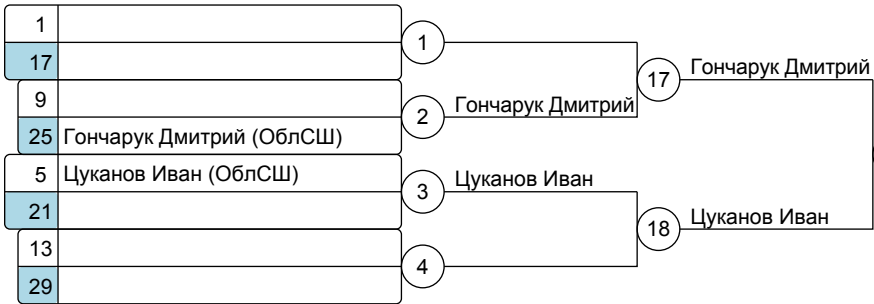 1
17
1
9
25 Гончарук Дмитрий (ОблСШ)
2
Гончарук Дмитрий
17
Гончарук Дмитрий
5 Цуканов Иван (ОблСШ)
21
3
Цуканов Иван
13
29
4
18
Цуканов Иван